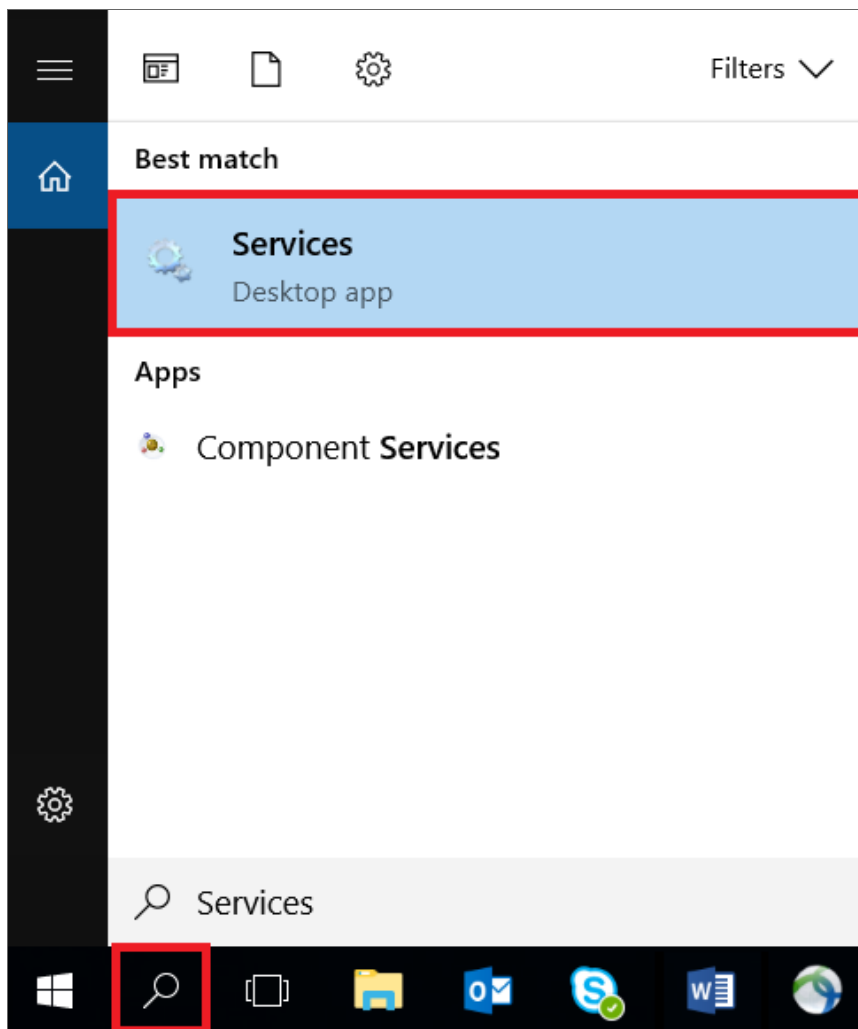 Filters
Best match
Services
Desktop app
Apps
Component Services
Services